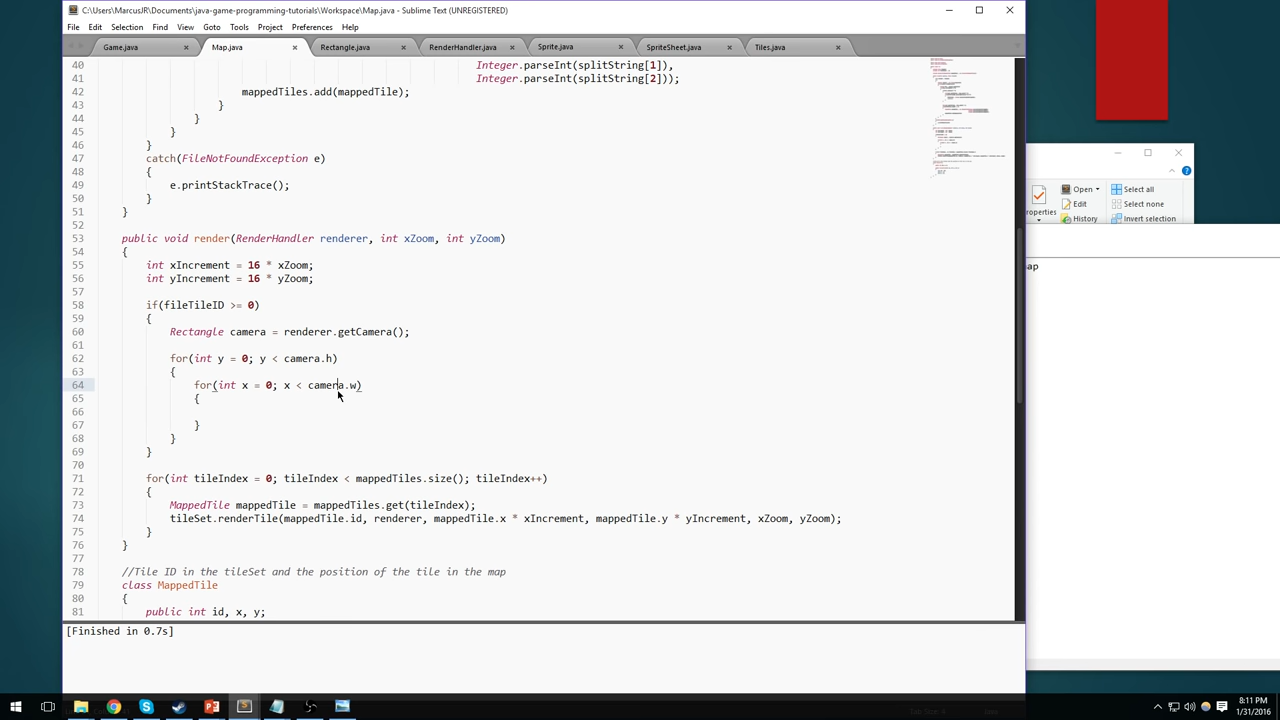 C:\Users\MarcusJR\Documents\java-game-programming-tutorials\Workspace\Map.java - Sublime Text (UNREGISTERED)
File Edit Selection Find View Goto Tools Project Preferences Help
Game.java Map.java Rectangle.java RenderHandler.java Sprite.java SpriteSheet.java Tiles.java
40 Integer.parseInt(splitString[1]),
41 Integer.parseInt(splitString[2]));
42 mappedTiles.add(mappedTile)
43 }
44 }
45 }
46 }
47 catch(FileNotFoundException e)
48
49 e.printStackTrace();
50 }
51 }
52
53 public void render(RenderHandler renderer, int xZoom, int yZoom)
54 {
55 int xIncrement = 16 * xZoom;
56 int yIncrement = 16 * yZoom;
57
58 if(fileTileID >= 0)
59 {
60 Rectangle camera = renderer.getCamera();
61
62 for(int y = 0; y < camera.h)
63 {
64 for(int x = 0; x < camera.w)
65 {
66
67 }
68 }
69 }
70
71 for(int tileIndex = 0; tileIndex < mappedTiles.size(); tileIndex++)
72 {
73 MappedTile mappedTile = mappedTiles.get(tileIndex);
74 tileSet.renderTile(mappedTile.id, renderer, mappedTile.x * xIncrement, mappedTile.y * yIncrement, xZoom, yZoom);
75 }
76 }
77
78 //Tile ID in the tileSet and the position of the tile in the map
79 class MappedTile
80 {
81 public int id, x, y;
[Finished in 0.7s]
Open Select all
Edit Select none
roperties History Invert selection
ap
8:11 PM
1/31/2016